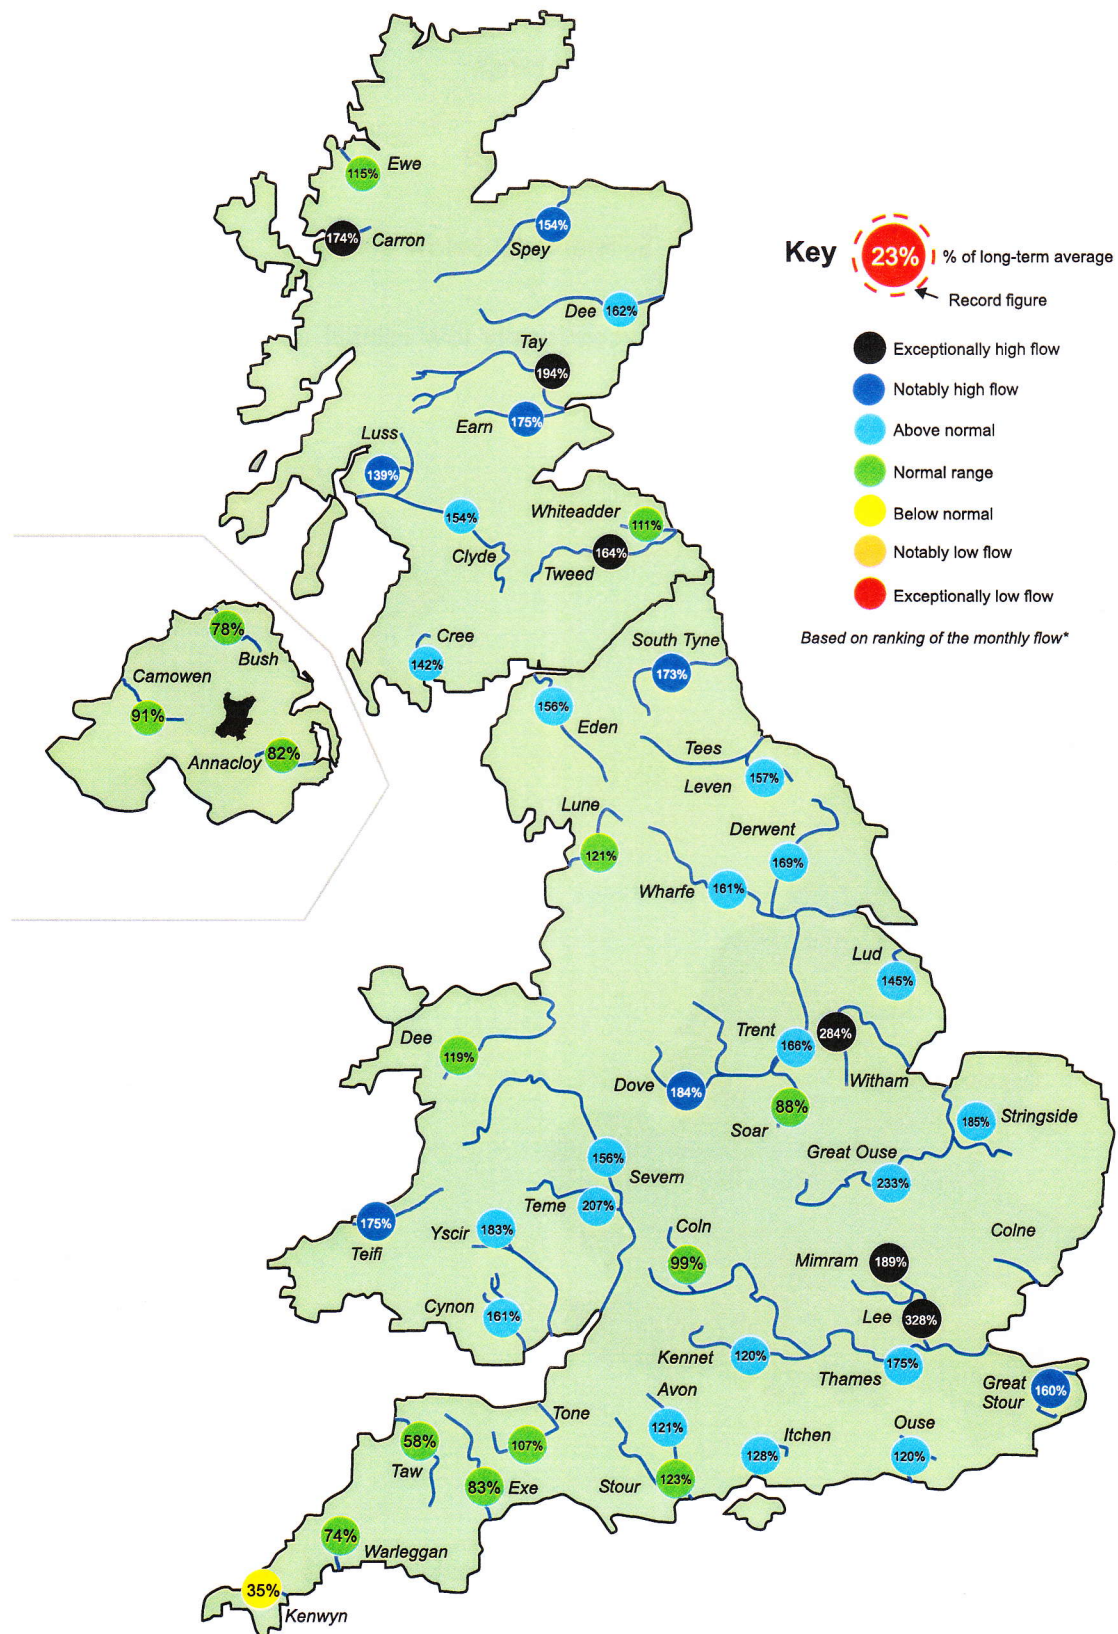 Ewe
115%
174%
Carron
154%
Spey
Key
23%
% of long-term average
Record figure
Dee
162%
Tay
194%
Exceptionally high flow
Notably high flow
Earn
175%
Luss
139%
Above normal
Normal range
154%
Clyde
Whiteadder
111%
164%
Tweed
Below normal
Notably low flow
Exceptionally low flow
Based on ranking of the monthly flow*
78%
Bush
Camowen
91%
Annacloy
82%
Cree
142%
South Tyne
173%
156%
Eden
Tees
Leven
157%
Lune
121%
Derwent
169%
Wharfe
161%
Lud
145%
Dee
119%
Trent
166%
284%
Witham
Dove
184%
88%
Soar
185%
Stringside
Great Ouse
233%
156%
Severn
Teme
207%
175%
Teifi
Yscir
183%
Coln
99%
Colne
Mimram
189%
Cynon
161%
Lee
328%
Kennet
120%
Thames
175%
Great
Stour
160%
Avon
121%
Itchen
128%
Ouse
120%
Tone
107%
58%
Taw
83%
Exe
Stour
123%
74%
Warleggan
35%
Kenwyn